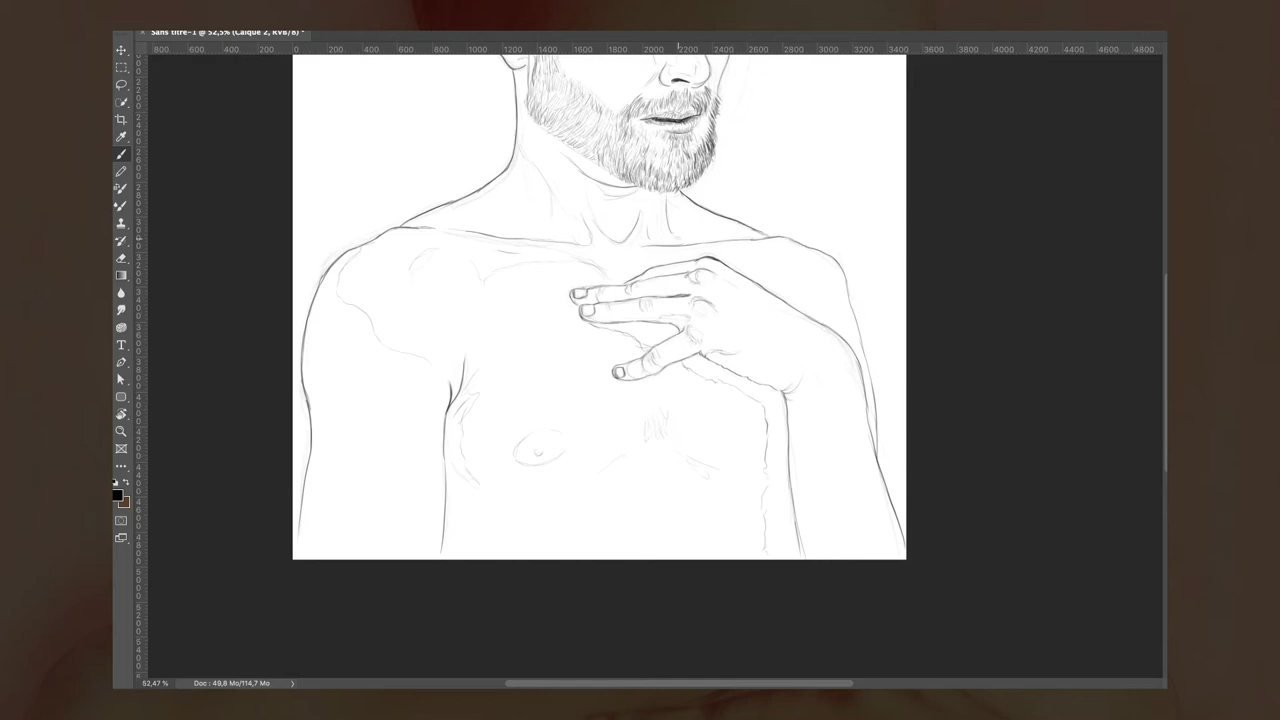 × Sans titre-1 @ 52,5% (Calque 2, RVB/8) *
800 600 400 200 0 200 400 600 800 1000 1200 1400 1600 1800 2000 2200 2400 2600 2800 3000 3200 3400 3600 3800 4000 4200 4400 4600 4800
52,47 % Doc : 49,8 Mo/114,7 Mo